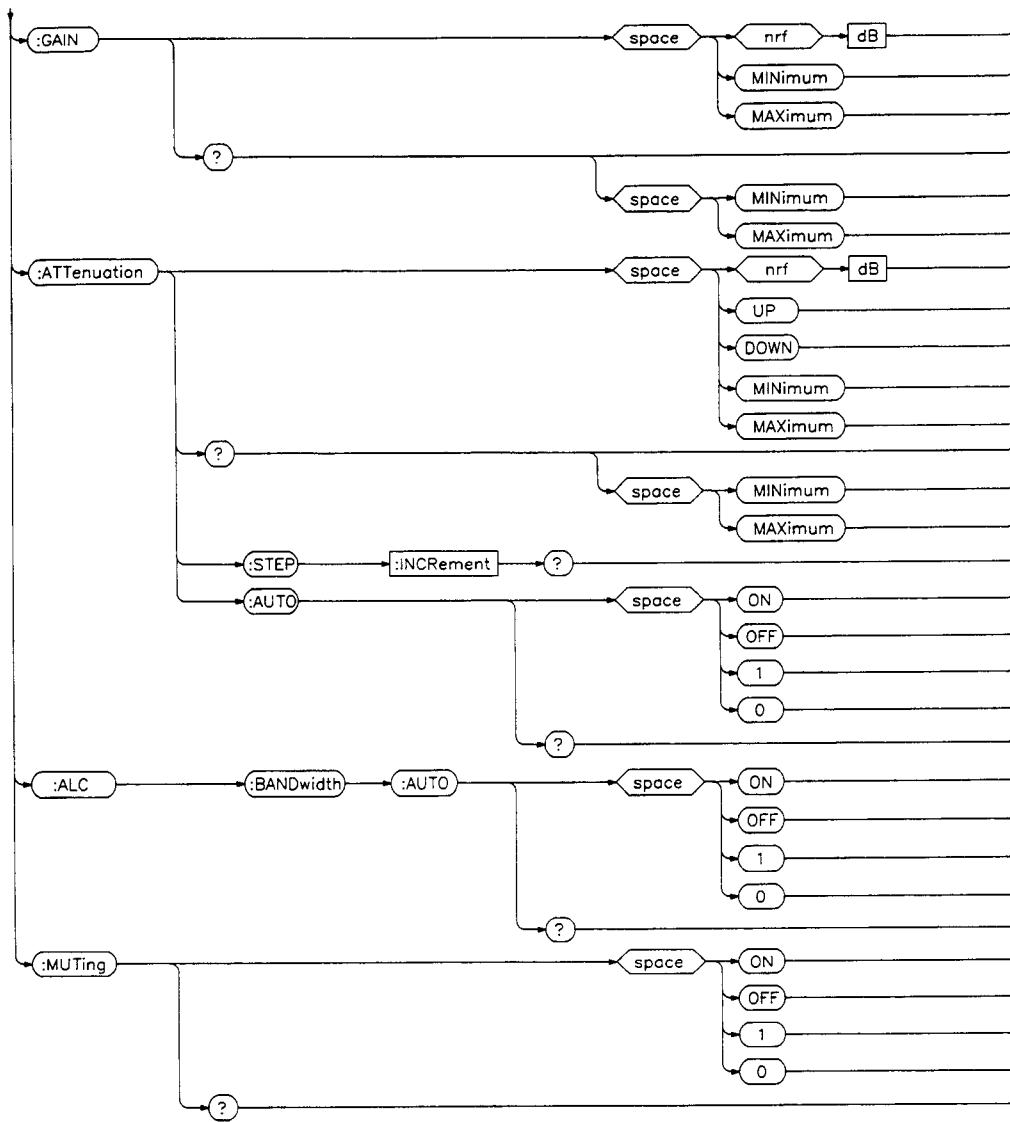 :GAIN space nrf dB
MINimum
MAXimum
?
space MINimum
MAXimum
:ATTenuation space nrf dB
UP
DOWN
MINimum
MAXimum
?
space MINimum
MAXimum
:STEP :INCRement ?
:AUTO space ON
OFF
1
0
?
:ALC :BANDwidth :AUTO space ON
OFF
1
0
?
:MUTing space ON
OFF
1
0
?